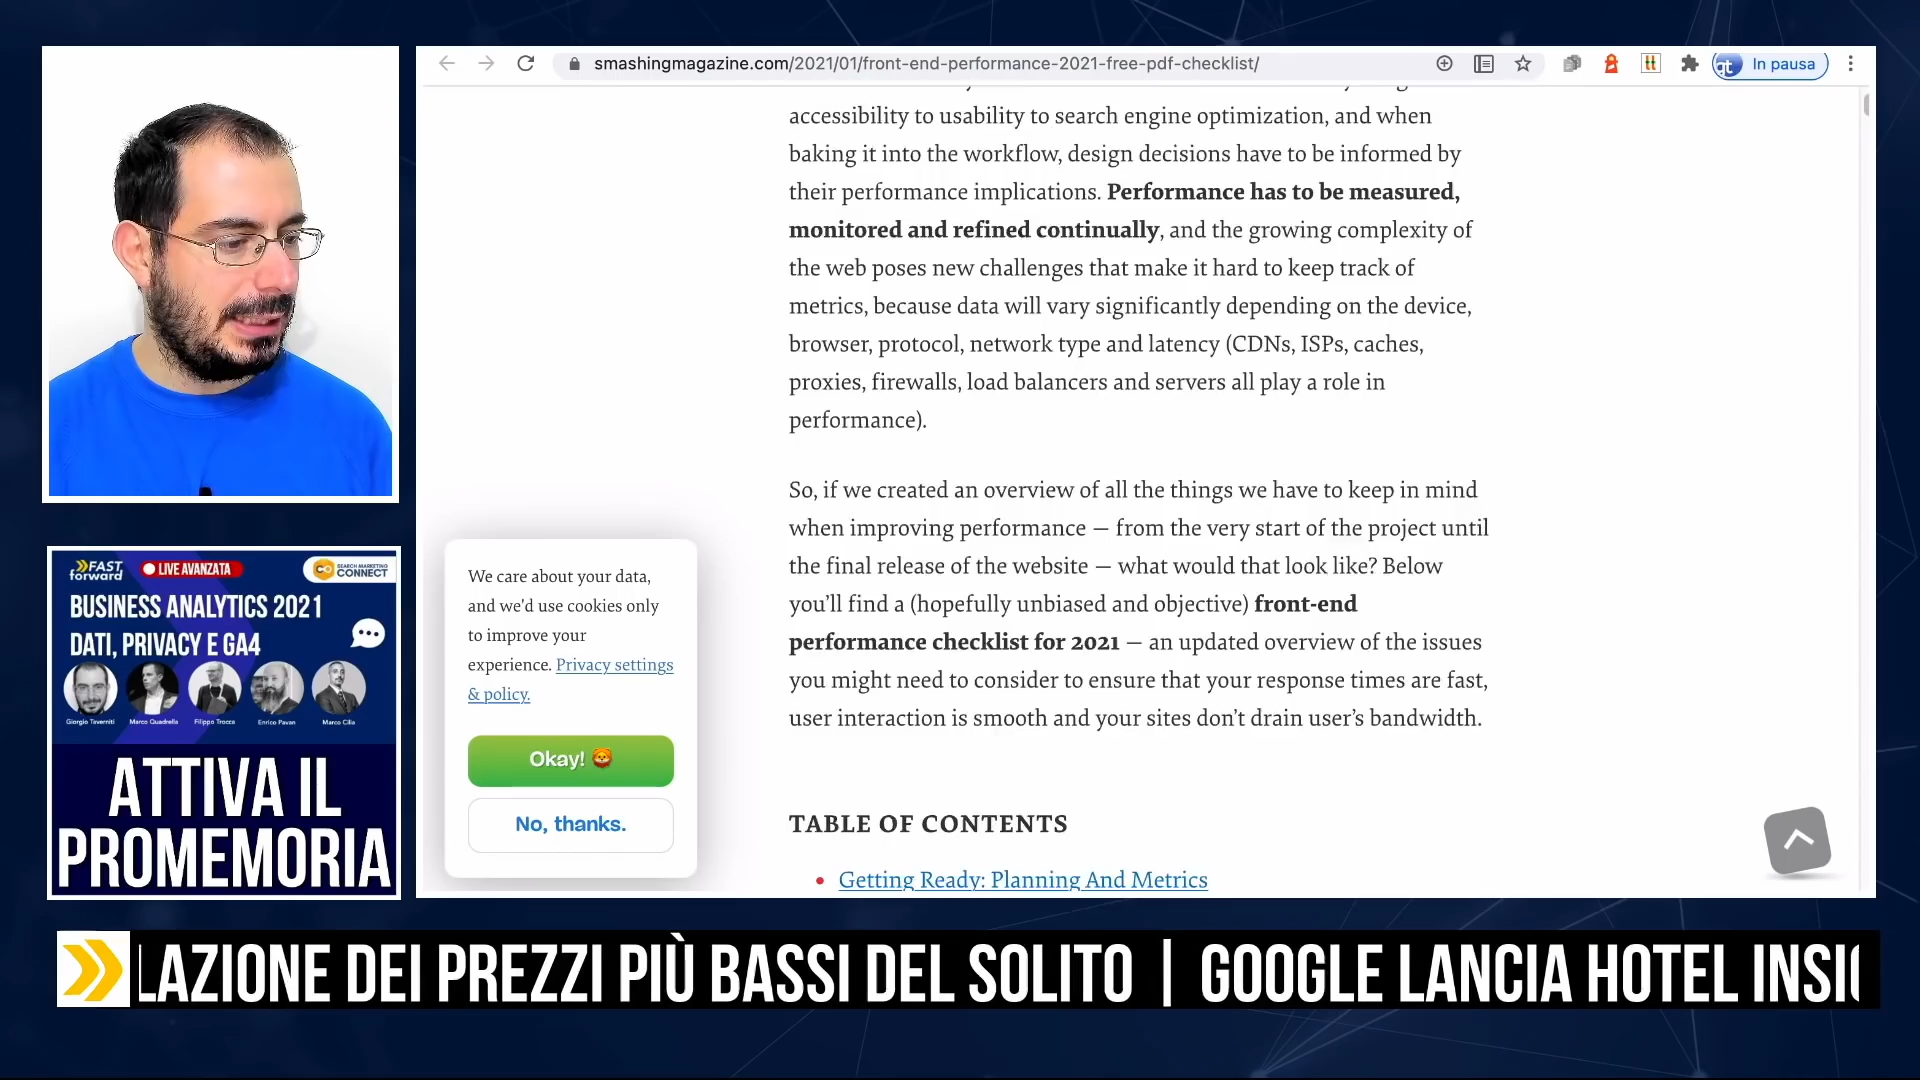 smashingmagazine.com/2021/01/front-end-performance-2021-free-pdf-checklist/
In pausa
accessibility to usability to search engine optimization, and when
baking it into the workflow, design decisions have to be informed by
their performance implications. Performance has to be measured,
monitored and refined continually, and the growing complexity of
the web poses new challenges that make it hard to keep track of
metrics, because data will vary significantly depending on the device,
browser, protocol, network type and latency (CDNs, ISPs, caches,
proxies, firewalls, load balancers and servers all play a role in
performance).
So, if we created an overview of all the things we have to keep in mind
when improving performance — from the very start of the project until
the final release of the website — what would that look like? Below
you'll find a (hopefully unbiased and objective) front-end
performance checklist for 2021 — an updated overview of the issues
you might need to consider to ensure that your response times are fast,
user interaction is smooth and your sites don't drain user's bandwidth.
TABLE OF CONTENTS
Getting Ready: Planning And Metrics
We care about your data,
and we'd use cookies only
to improve your
experience. Privacy settings
& policy.
Okay!
No, thanks.
FAST
forward
LIVE AVANZATA
SEARCH MARKETING
CONNECT
BUSINESS ANALYTICS 2021
DATI, PRIVACY E GA4
Giorgio Taverniti
Marco Quadrella
Filippo Trocca
Enrico Pavan
Marco Cilia
ATTIVA IL
PROMEMORIA
LAZIONE DEI PREZZI PIÙ BASSI DEL SOLITO | GOOGLE LANCIA HOTEL INSI